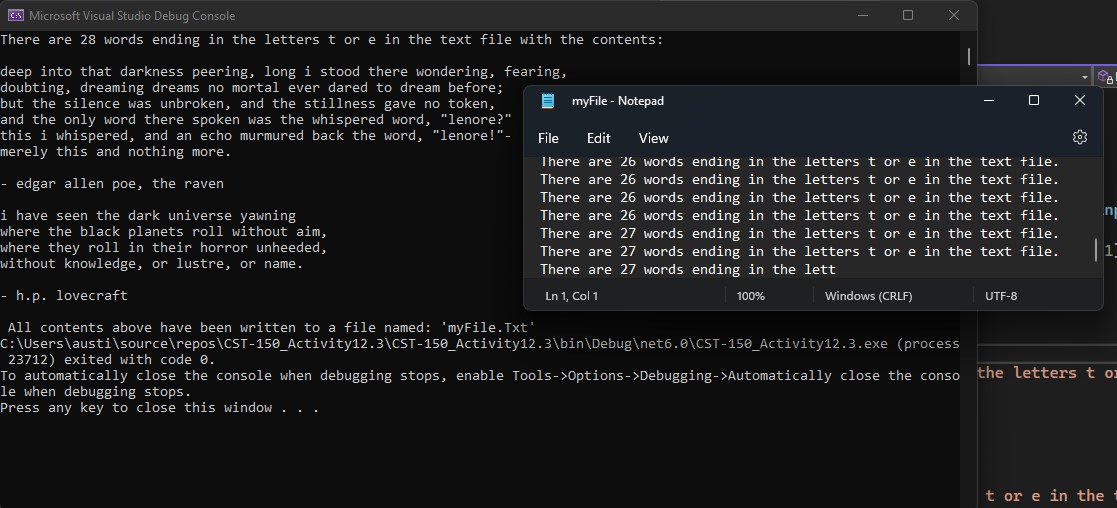 Microsoft Visual Studio Debug Console
There are 28 words ending in the letters t or e in the text file with the contents:
deep into that darkness peering, long i stood there wondering, fearing,
doubting, dreaming dreams no mortal ever dared to dream before;
but the silence was unbroken, and the stillness gave no token,
and the only word there spoken was the whispered word, "lenore?"
this i whispered, and an echo murmured back the word, "lenore!"-
merely this and nothing more.
- edgar allen poe, the raven
i have seen the dark universe yawning
where the black planets roll without aim,
where they roll in their horror unheeded,
without knowledge, or lustre, or name.
- h.p. lovecraft
All contents above have been written to a file named: 'myFile.Txt'
C:\Users\austi\source\repos\CST-150_Activity12.3\CST-150_Activity12.3\bin\Debug\net6.0\CST-150_Activity12.3.exe (process
23712) exited with code 0.
To automatically close the console when debugging stops, enable Tools->Options->Debugging->Automatically close the conso
le when debugging stops.
Press any key to close this window . . .
myFile - Notepad
File Edit View
There are 26 words ending in the letters t or e in the text file.
There are 26 words ending in the letters t or e in the text file.
There are 26 words ending in the letters t or e in the text file.
There are 26 words ending in the letters t or e in the text file.
There are 27 words ending in the letters t or e in the text file.
There are 27 words ending in the letters t or e in the text file.
There are 27 words ending in the lett
Ln 1, Col 1 100% Windows (CRLF) UTF-8
the letters t o
t or e in the